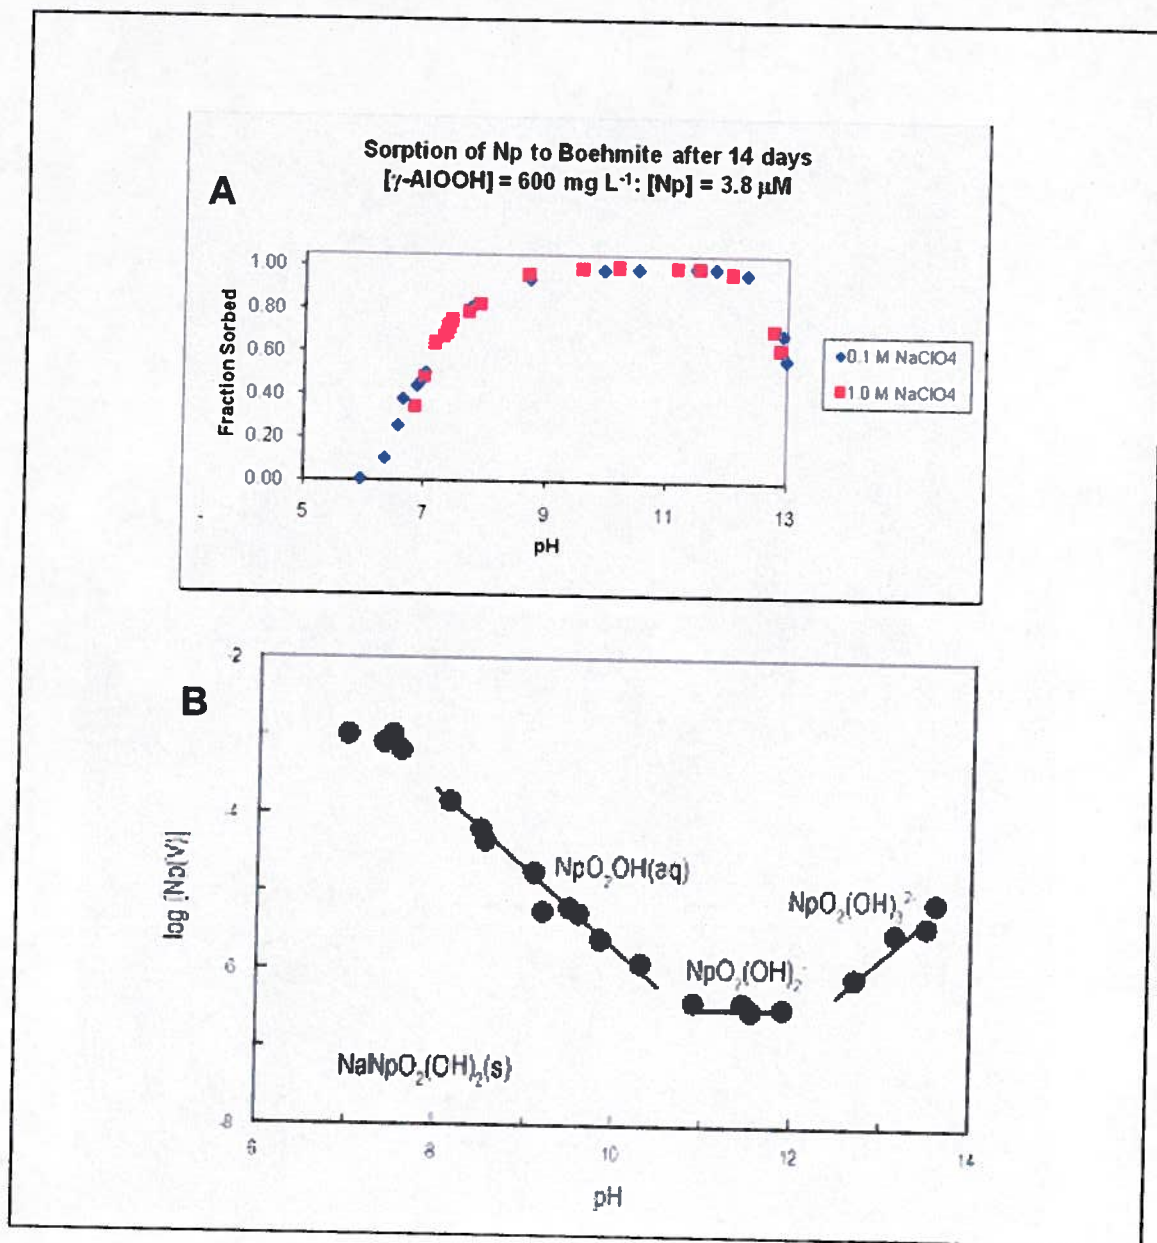 A
Sorption of Np to Boehmite after 14 days
[γ-AlOOH] = 600 mg L⁻¹: [Np] = 3.8 μM
1.00
0.80
0.60
0.40
0.20
0.00
Fraction Sorbed
5 7 9 11 13
pH
0.1 M NaClO4
1.0 M NaClO4
B
-2
-4
-6
-8
log [Np(V)]
NpO₂OH(aq)
NpO₂(OH)₂⁻
NpO₂(OH)₃²⁻
NaNpO₂(OH)₂(s)
6 8 10 12 14
pH